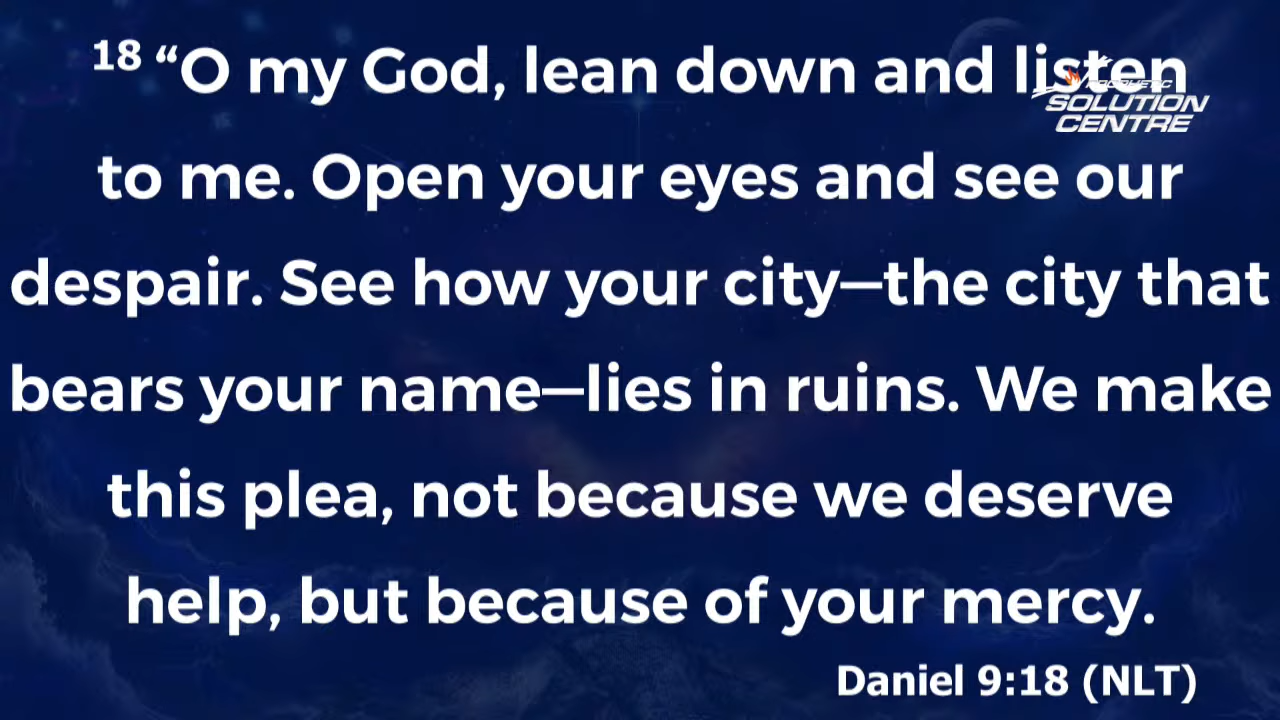 18 “O my God, lean down and listen
to me. Open your eyes and see our
despair. See how your city—the city that
bears your name—lies in ruins. We make
this plea, not because we deserve
help, but because of your mercy.
Daniel 9:18 (NLT)
SOLUTION
CENTRE